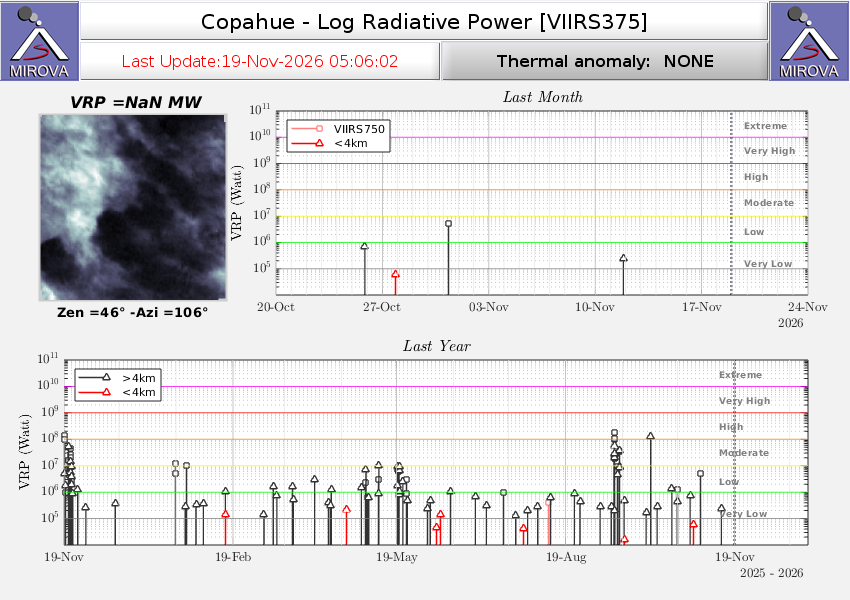 Copahue - Log Radiative Power [VIIRS375]
MIROVA
Last Update:19-Nov-2026 05:06:02
Thermal anomaly: NONE
MIROVA
VRP =NaN MW
Zen =46° -Azi =106°
Last Month
VRP (Watt)
10^11
10^10
10^9
10^8
10^7
10^6
10^5
VIIRS750
<4km
Extreme
Very High
High
Moderate
Low
Very Low
20-Oct
27-Oct
03-Nov
10-Nov
17-Nov
24-Nov
2026
Last Year
VRP (Watt)
10^11
10^10
10^9
10^8
10^7
10^6
10^5
>4km
<4km
Extreme
Very High
High
Moderate
Low
Very Low
19-Nov
19-Feb
19-May
19-Aug
19-Nov
2025 - 2026